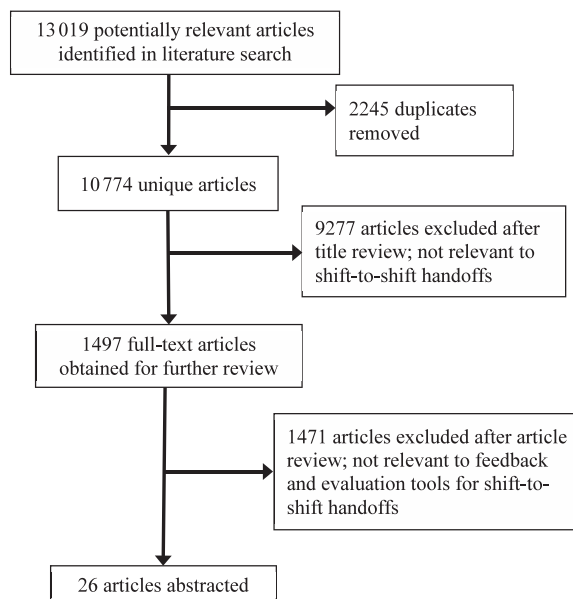 13 019 potentially relevant articles
identified in literature search
2245 duplicates
removed
10 774 unique articles
9277 articles excluded after
title review; not relevant to
shift-to-shift handoffs
1497 full-text articles
obtained for further review
1471 articles excluded after article
review; not relevant to feedback
and evaluation tools for shift-to-
shift handoffs
26 articles abstracted